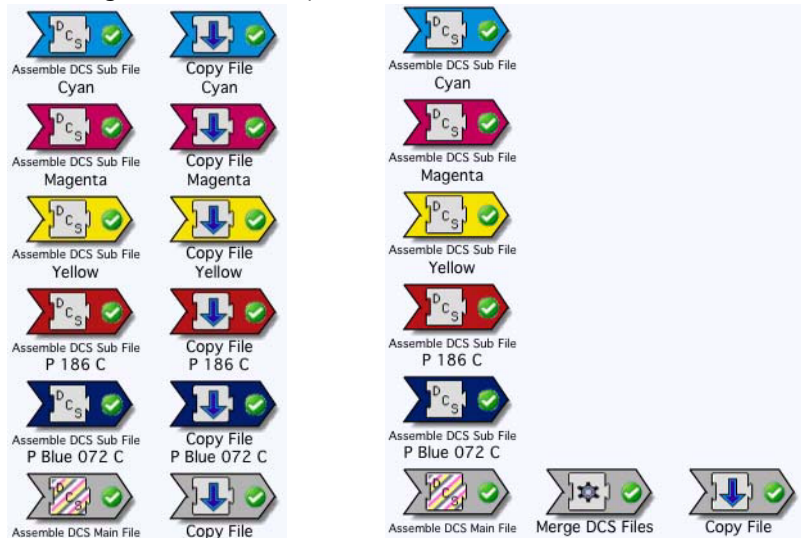 D C S
D C S
Assemble DCS Sub File
Copy File
Assemble DCS Sub File
Cyan
Cyan
Cyan
D C S
D C S
Assemble DCS Sub File
Copy File
Assemble DCS Sub File
Magenta
Magenta
Magenta
D C S
D C S
Assemble DCS Sub File
Copy File
Assemble DCS Sub File
Yellow
Yellow
Yellow
D C S
D C S
Assemble DCS Sub File
Copy File
Assemble DCS Sub File
P 186 C
P 186 C
P 186 C
D C S
D C S
Assemble DCS Sub File
Copy File
Assemble DCS Sub File
P Blue 072 C
P Blue 072 C
P Blue 072 C
D C S
D C S
Assemble DCS Main File
Copy File
Assemble DCS Main File
Merge DCS Files
Copy File